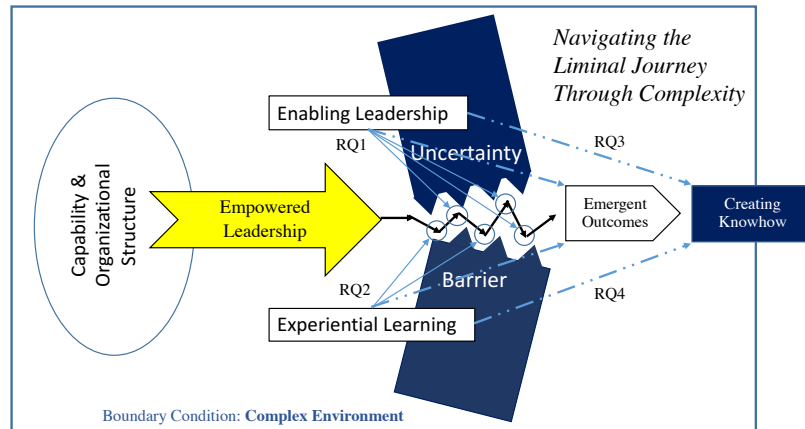 Navigating the
Liminal Journey
Through Complexity
Enabling Leadership
RQ1
Uncertainty
RQ3
Capability &
Organizational
Structure
Empowered
Leadership
Emergent
Outcomes
Creating
Knowhow
RQ2
Barrier
RQ4
Experiential Learning
Boundary Condition: Complex Environment